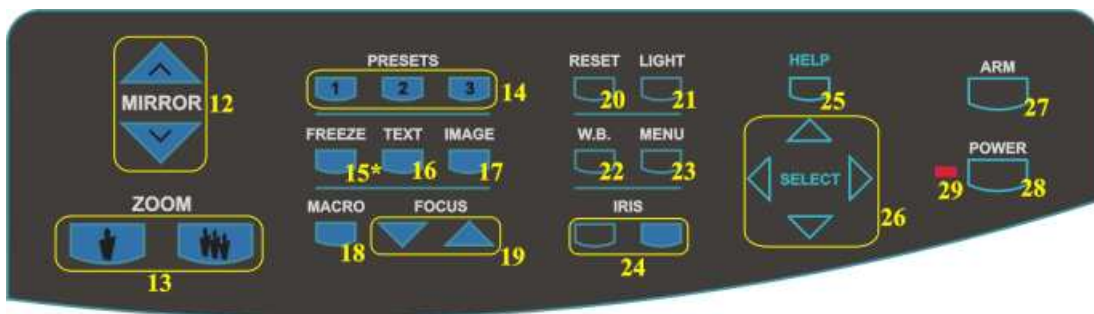 MIRROR 12
ZOOM
13
PRESETS
1 2 3 14
FREEZE TEXT IMAGE
15* 16 17
MACRO FOCUS
18 19
RESET LIGHT
20 21
W.B. MENU
22 23
IRIS
24
HELP
25
SELECT
26
ARM
27
POWER
29 28